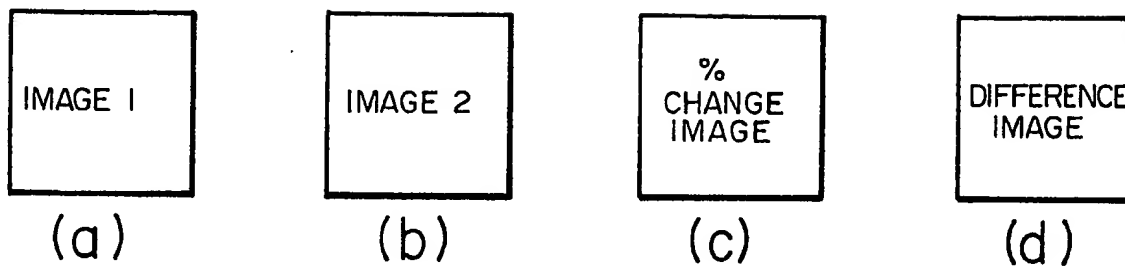 IMAGE 1
IMAGE 2
%
CHANGE
IMAGE
DIFFERENCE
IMAGE
(a)
(b)
(c)
(d)